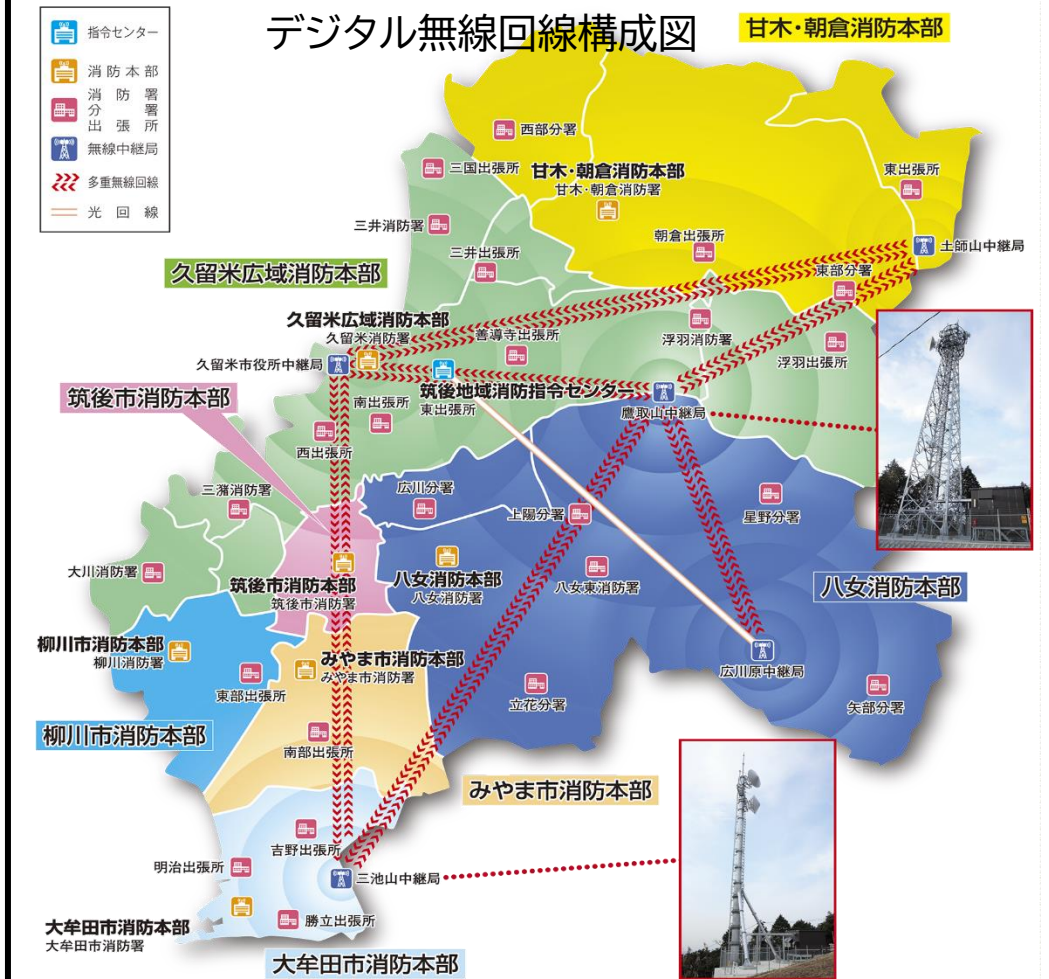 デジタル無線回線構成図
指令センター
消防本部
消防署
分署
出張所
無線中継局
多重無線回線
光回線
甘木・朝倉消防本部
西部分署
三国出張所
甘木・朝倉消防本部
甘木・朝倉消防署
東出張所
三井消防署
朝倉出張所
土師山中継局
三井出張所
東部分署
久留米広域消防本部
久留米広域消防本部
久留米消防署
善導寺出張所
浮羽消防署
浮羽出張所
久留米市役所中継局
筑後地域消防指令センター
東出張所
筑後市消防本部
南出張所
鷹取山中継局
西出張所
三潴消防署
広川分署
上陽分署
星野分署
大川消防署
筑後市消防本部
筑後市消防署
八女消防本部
八女消防署
八女東消防署
八女消防本部
柳川市消防本部
柳川消防署
みやま市消防本部
みやま市消防署
広川原中継局
東部出張所
立花分署
矢部分署
柳川市消防本部
南部出張所
みやま市消防本部
吉野出張所
明治出張所
三池山中継局
大牟田市消防本部
大牟田市消防署
勝立出張所
大牟田市消防本部